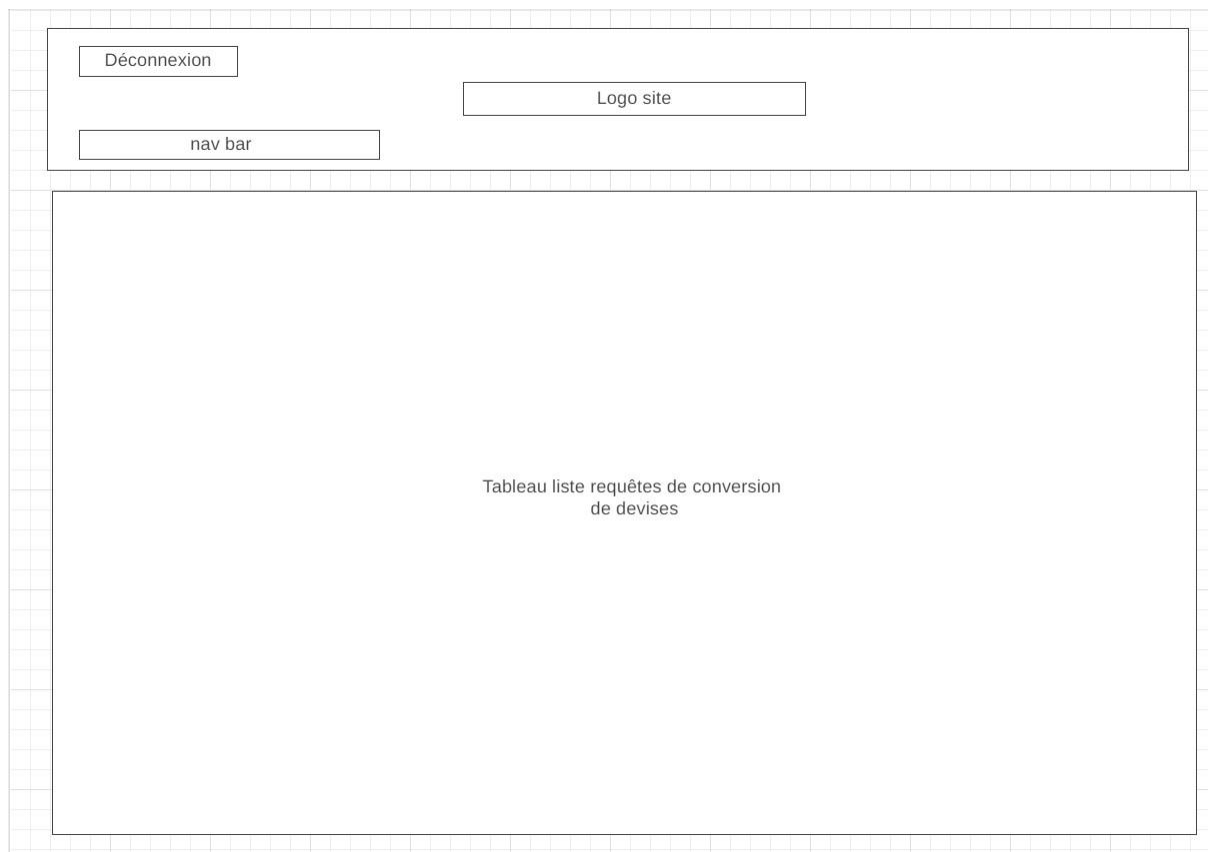 Déconnexion
Logo site
nav bar
Tableau liste requêtes de conversion
de devises